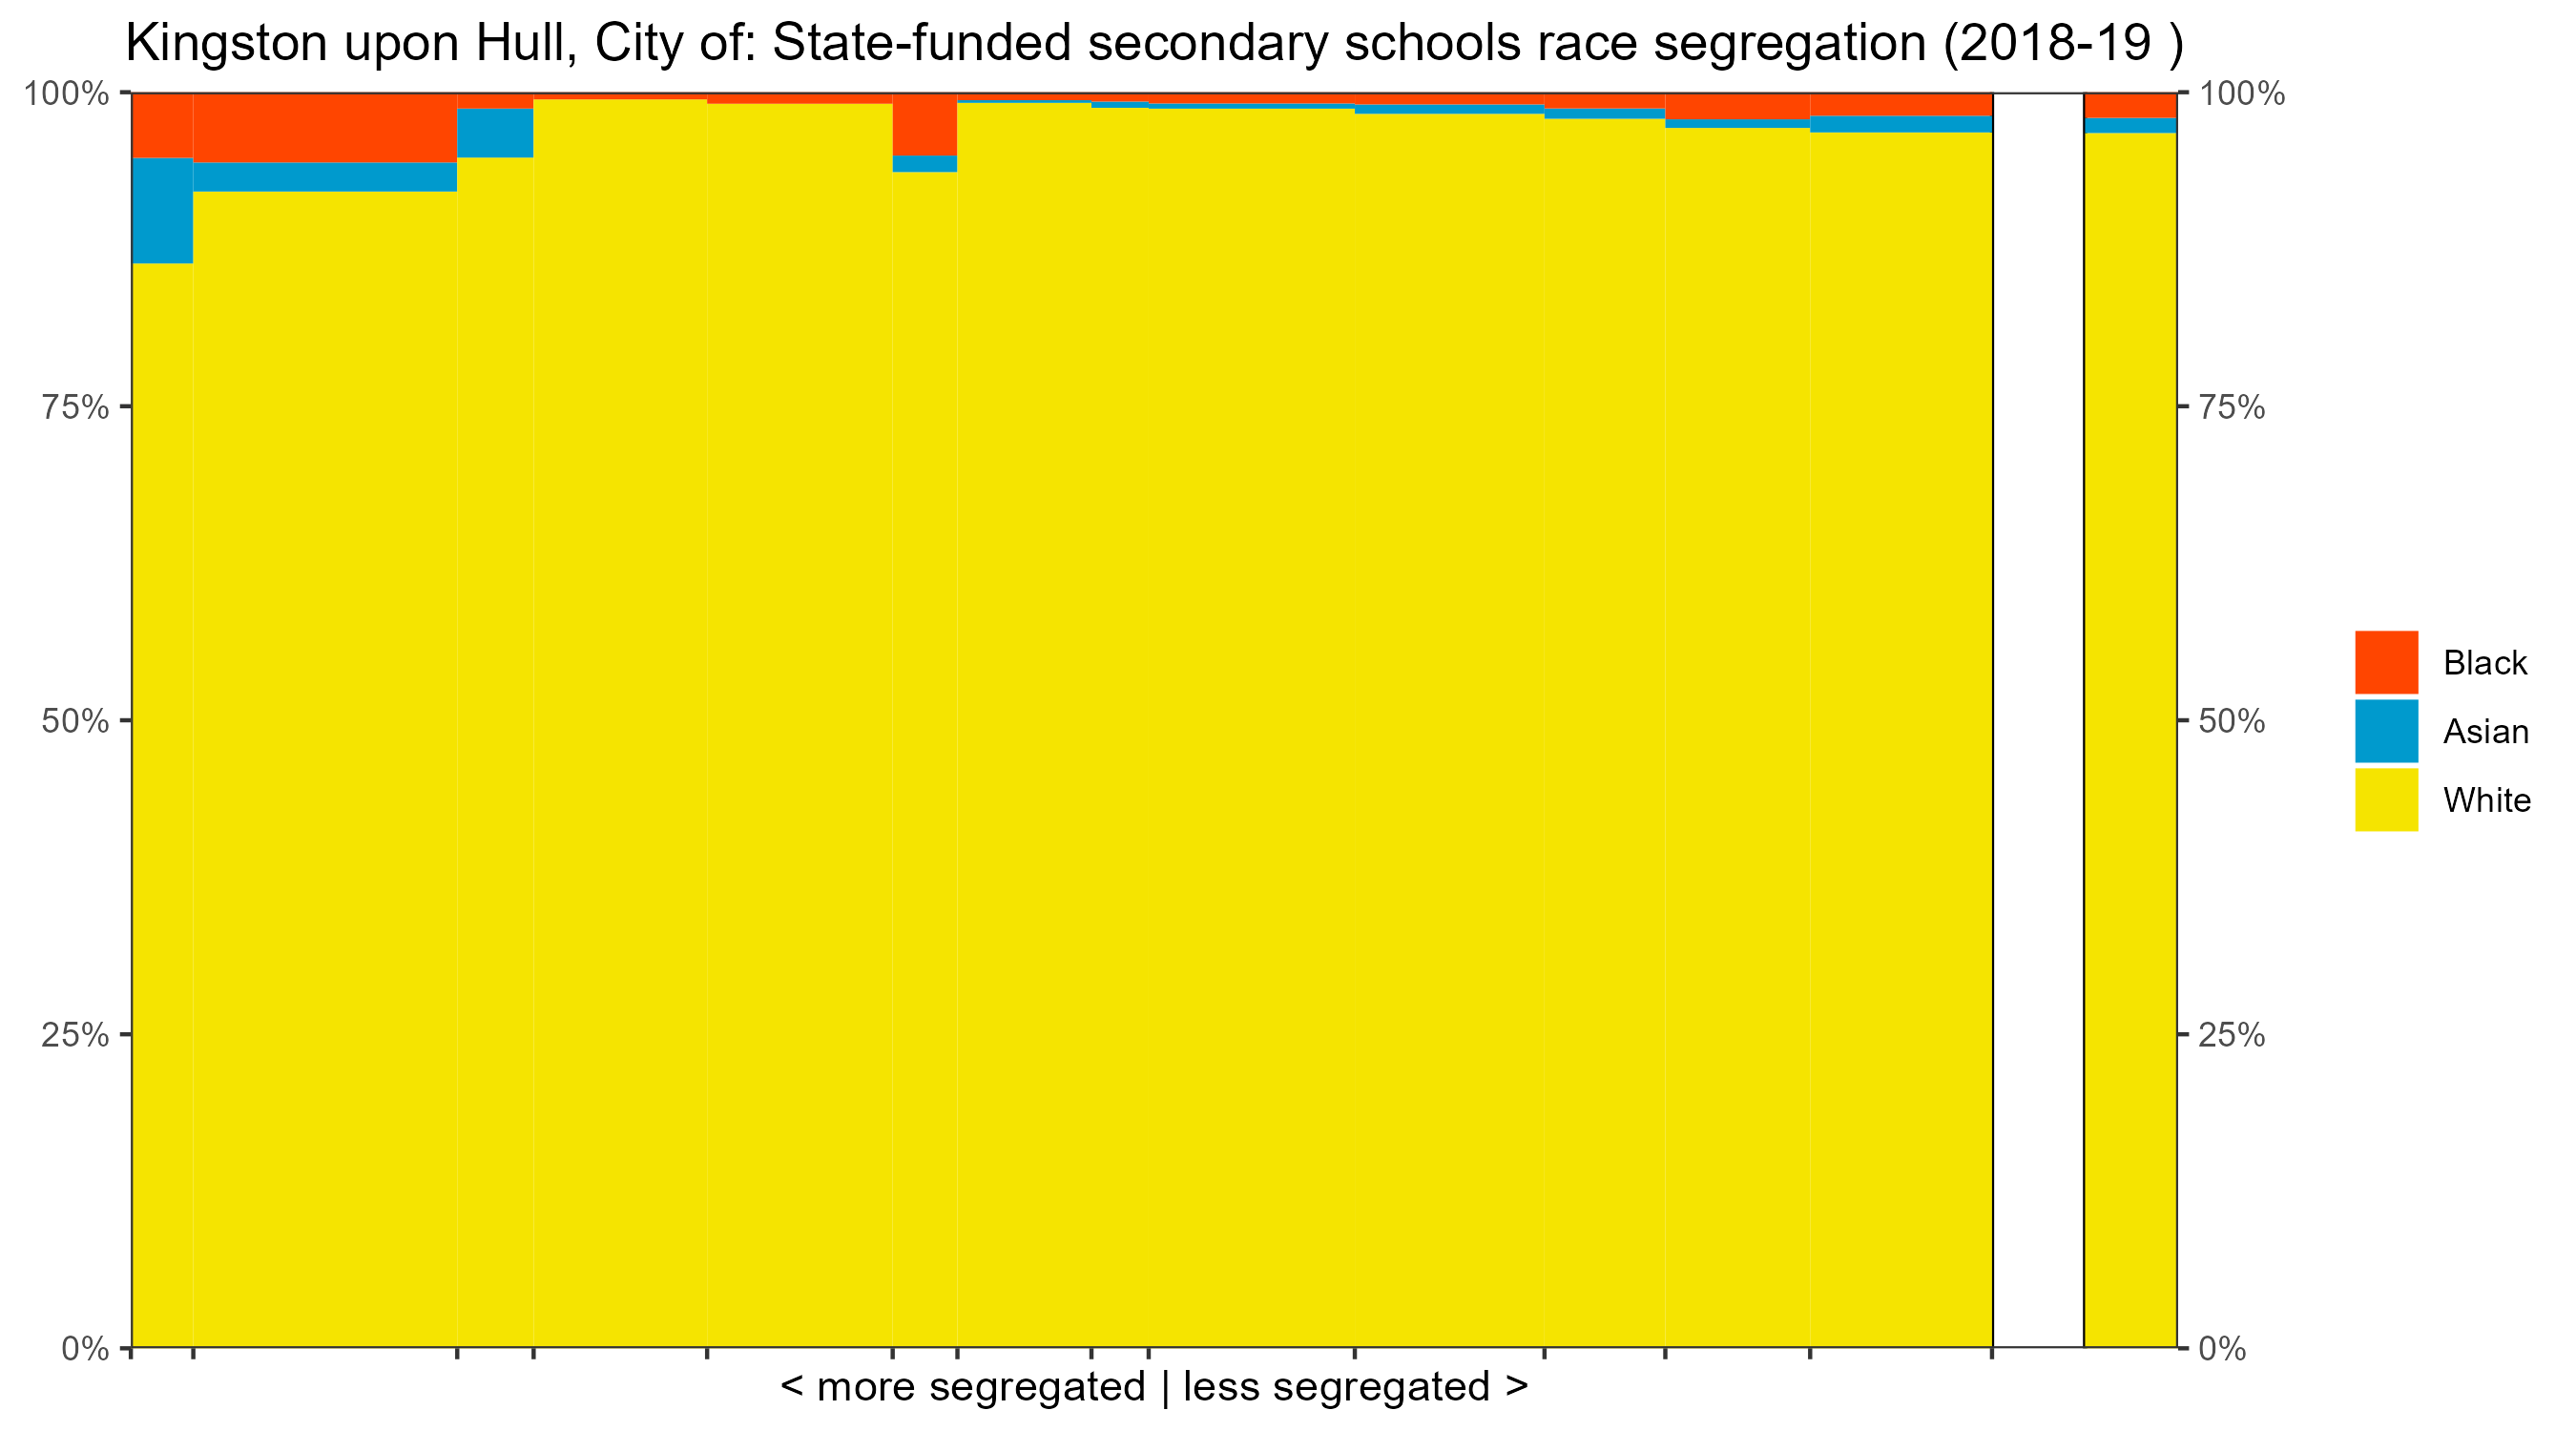 Kingston upon Hull, City of: State-funded secondary schools race segregation (2018-19 )
100%
75%
50%
25%
0%
100%
75%
50%
25%
0%
Black
Asian
White
< more segregated | less segregated >